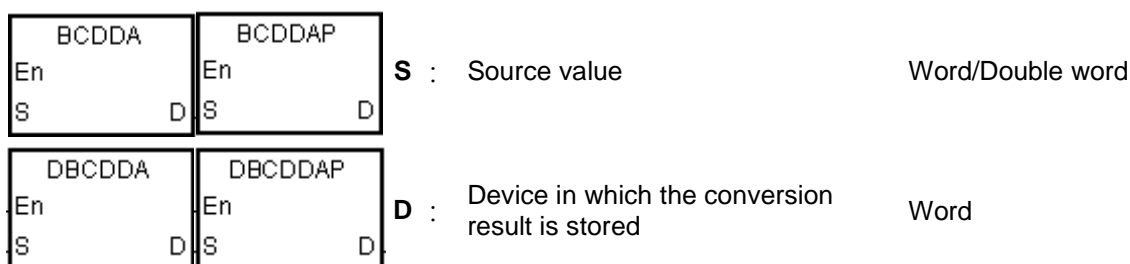 BCDDA BCDDAP
En En
S D S D
S : Source value Word/Double word
DBCDDA DBCDDAP
En En
S D S D
D : Device in which the conversion
result is stored Word